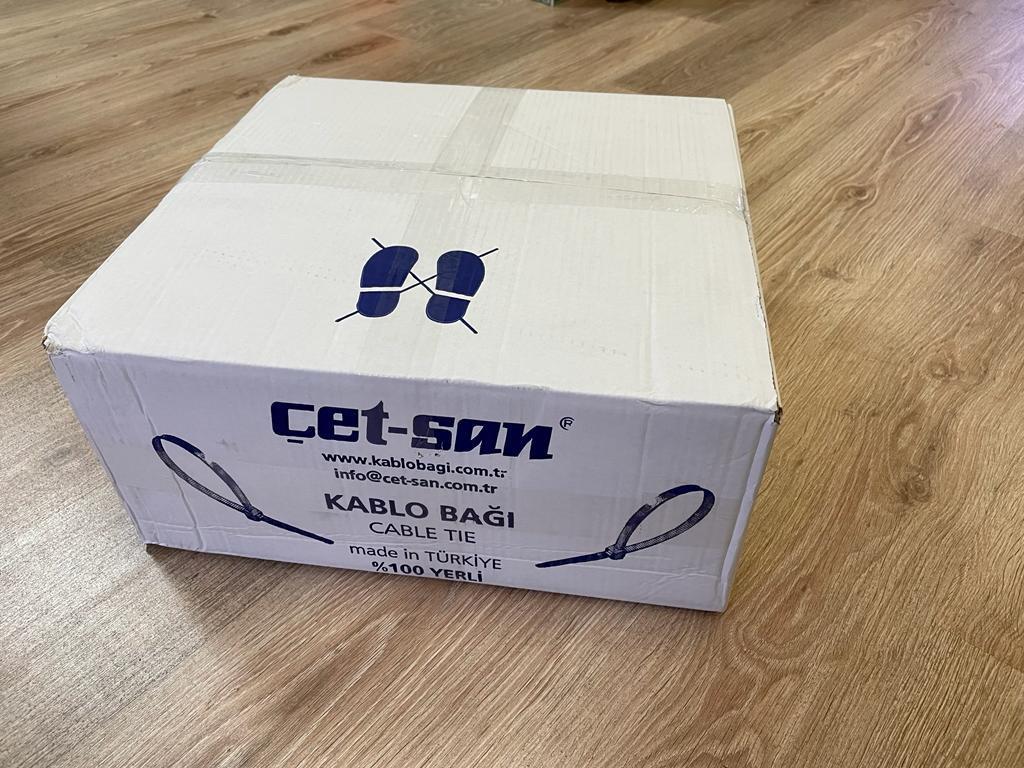 çet-san ®
www.kablobagi.com.tr
info@cet-san.com.tr
KABLO BAĞI
CABLE TIE
made in TÜRKİYE
%100 YERLİ